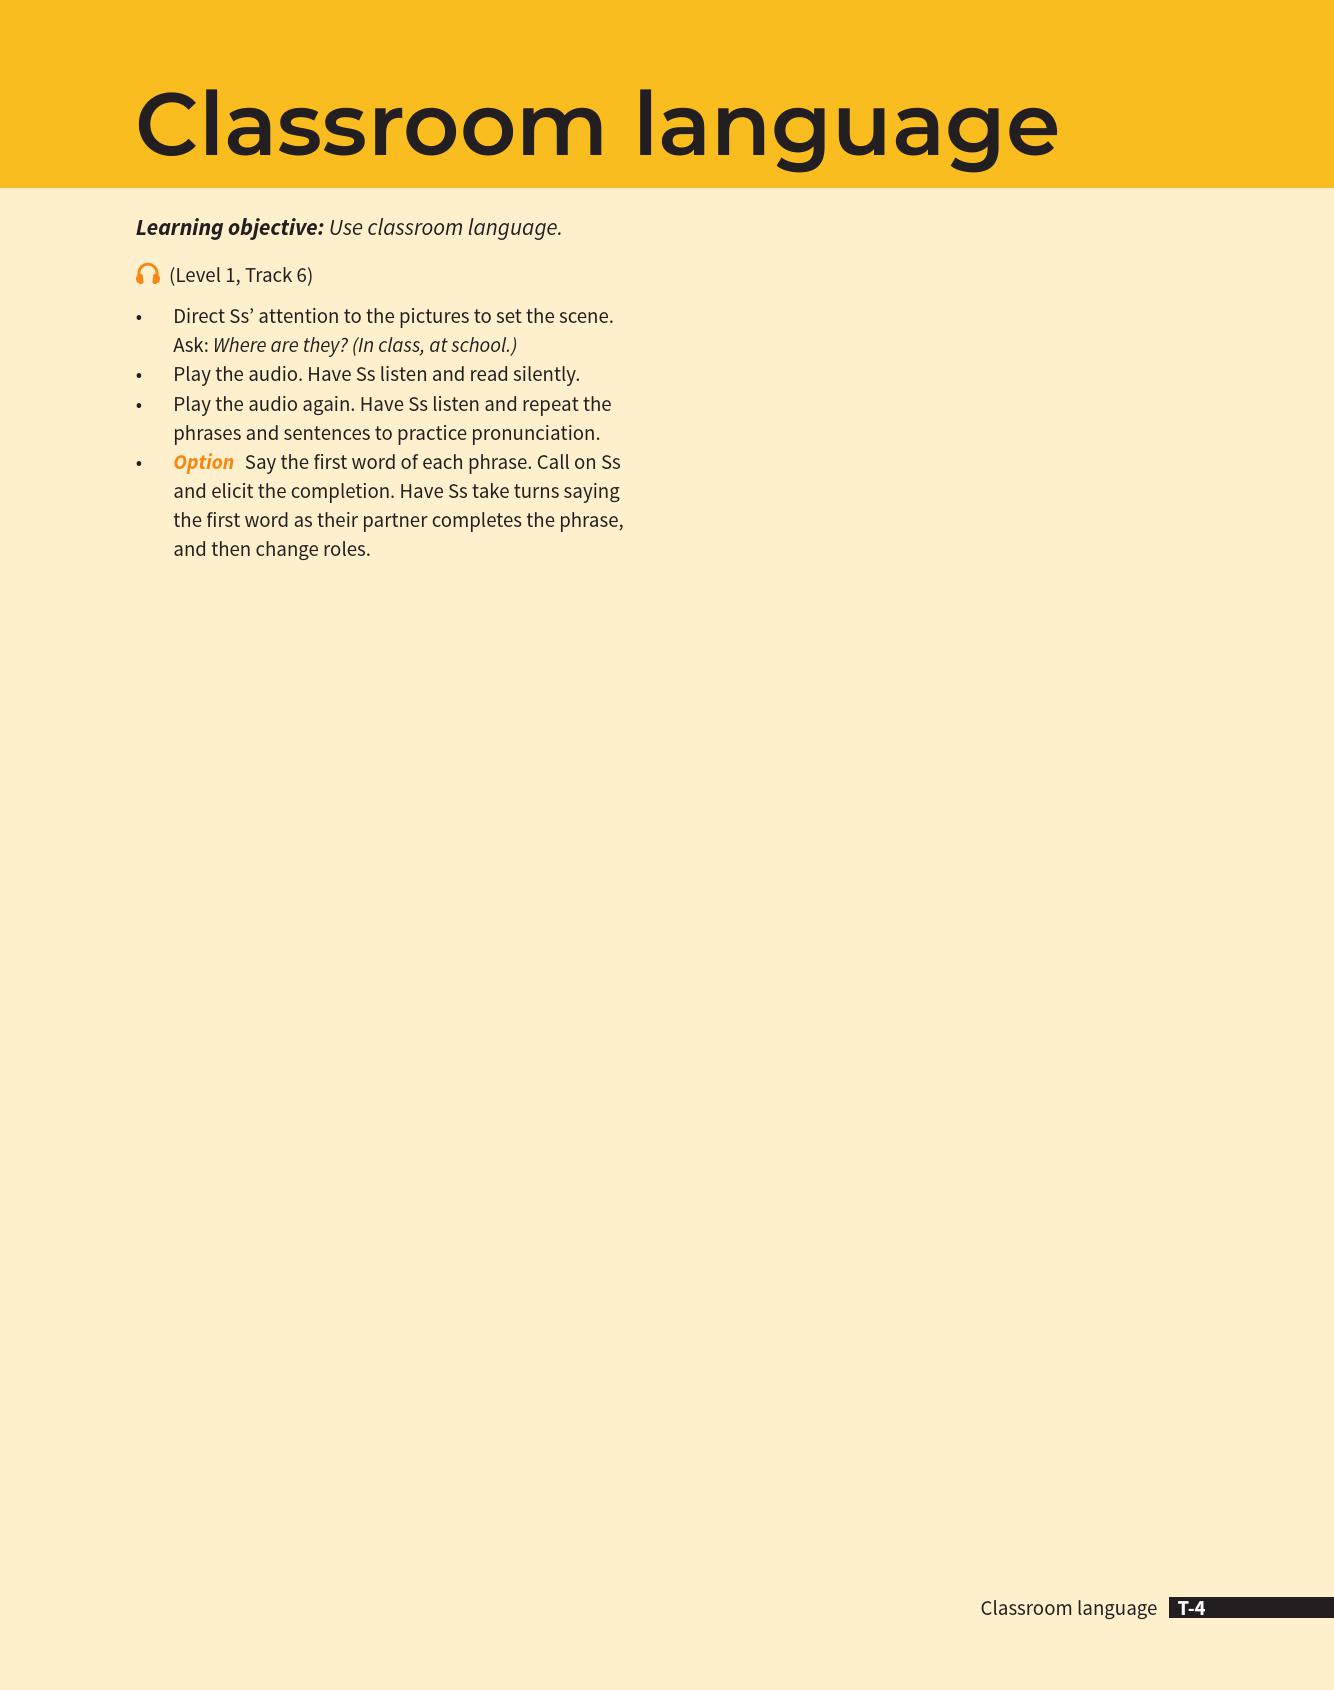 Classroom language
Learning objective: Use classroom language.
(Level 1, Track 6)
• Direct Ss’ attention to the pictures to set the scene.
Ask: Where are they? (In class, at school.)
• Play the audio. Have Ss listen and read silently.
• Play the audio again. Have Ss listen and repeat the
phrases and sentences to practice pronunciation.
• Option Say the first word of each phrase. Call on Ss
and elicit the completion. Have Ss take turns saying
the first word as their partner completes the phrase,
and then change roles.
Classroom language T-4